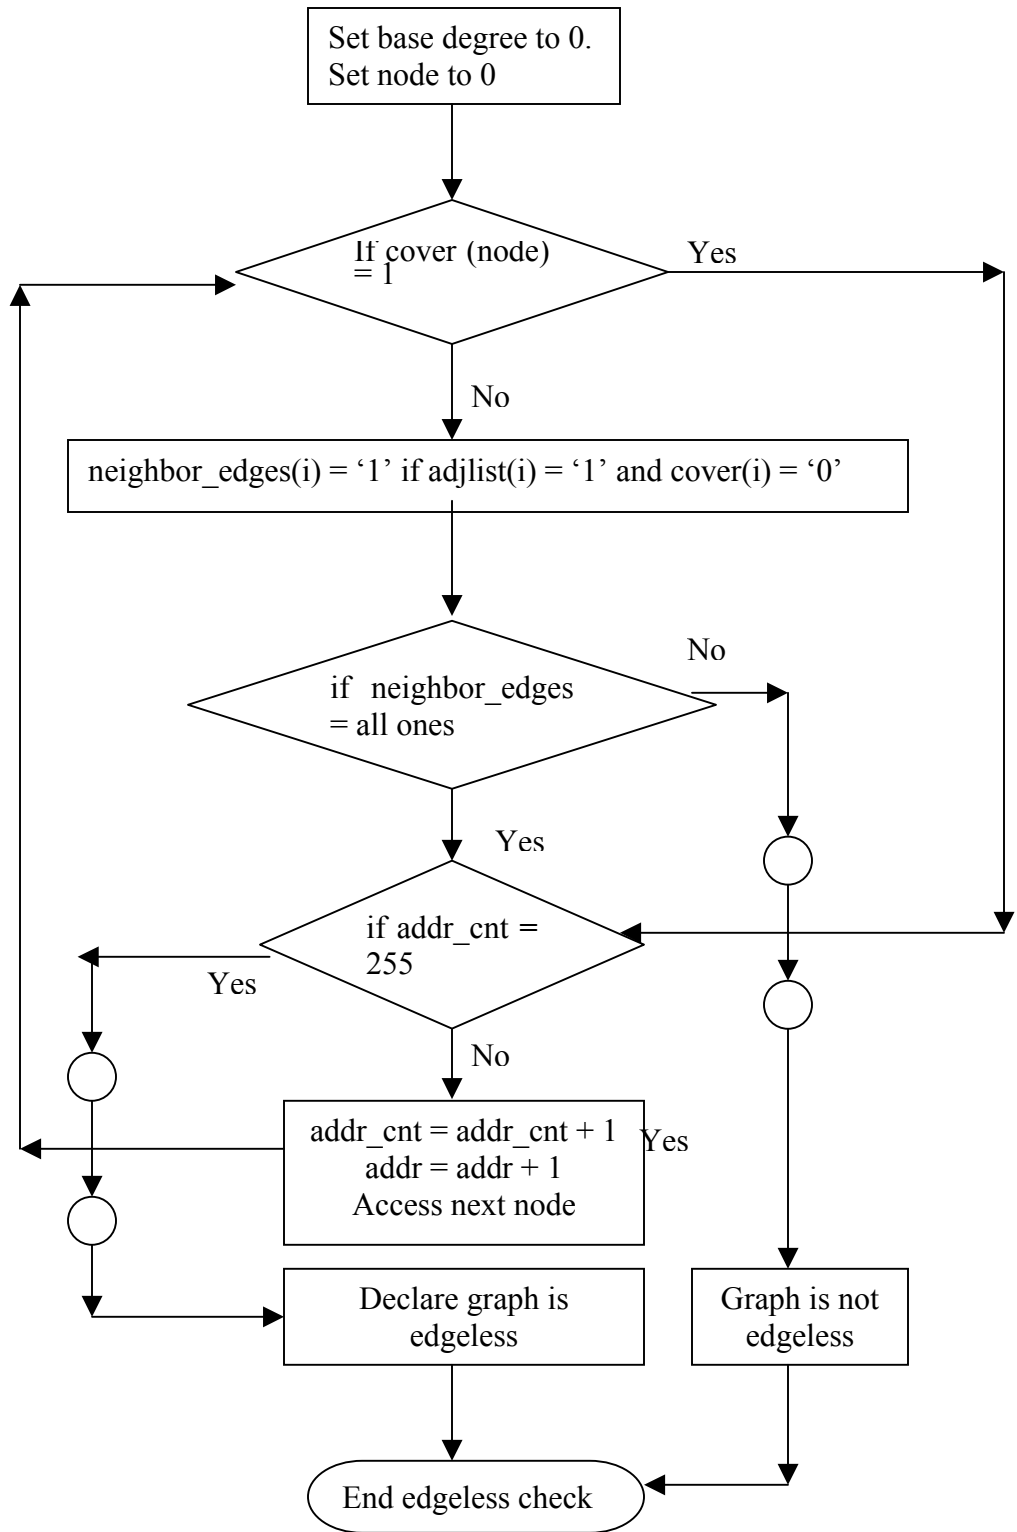 Set base degree to 0.
Set node to 0
If cover (node)
= 1
Yes
No
neighbor_edges(i) = ‘1’ if adjlist(i) = ‘1’ and cover(i) = ‘0’
No
if neighbor_edges
= all ones
Yes
if addr_cnt =
255
Yes
No
addr_cnt = addr_cnt + 1
Yes
addr = addr + 1
Access next node
Declare graph is
edgeless
Graph is not
edgeless
End edgeless check